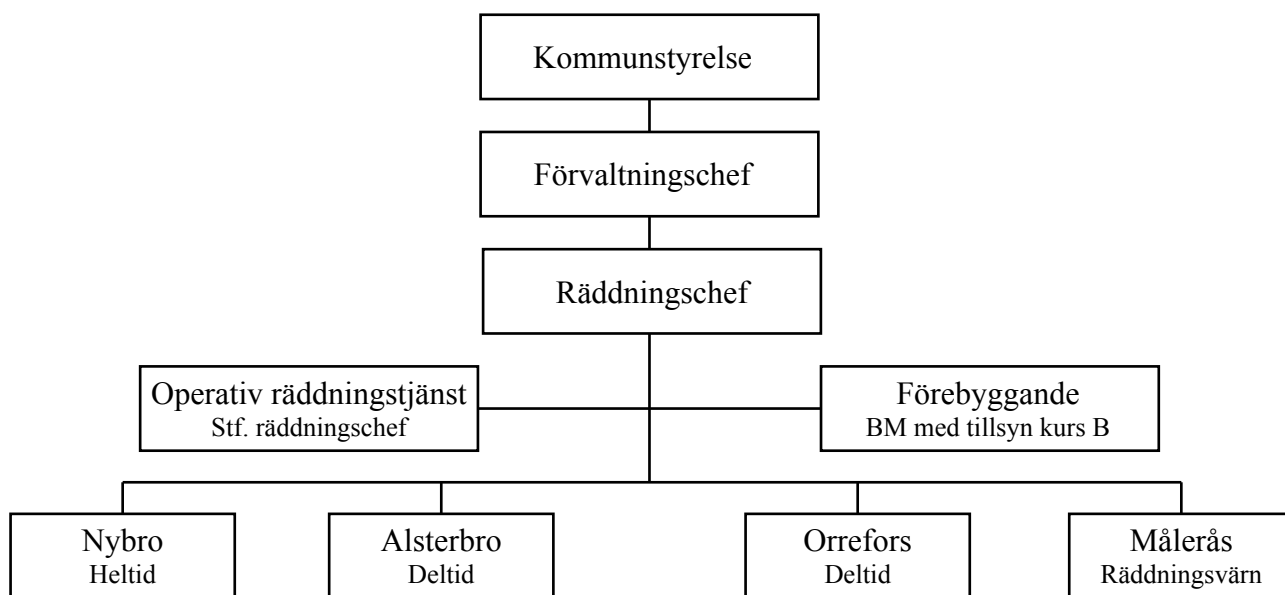 Kommunstyrelse
Förvaltningschef
Räddningschef
Operativ räddningstjänst
Stf. räddningschef
Förebyggande
BM med tillsyn kurs B
Nybro
Heltid
Alsterbro
Deltid
Orrefors
Deltid
Målerås
Räddningsvärn